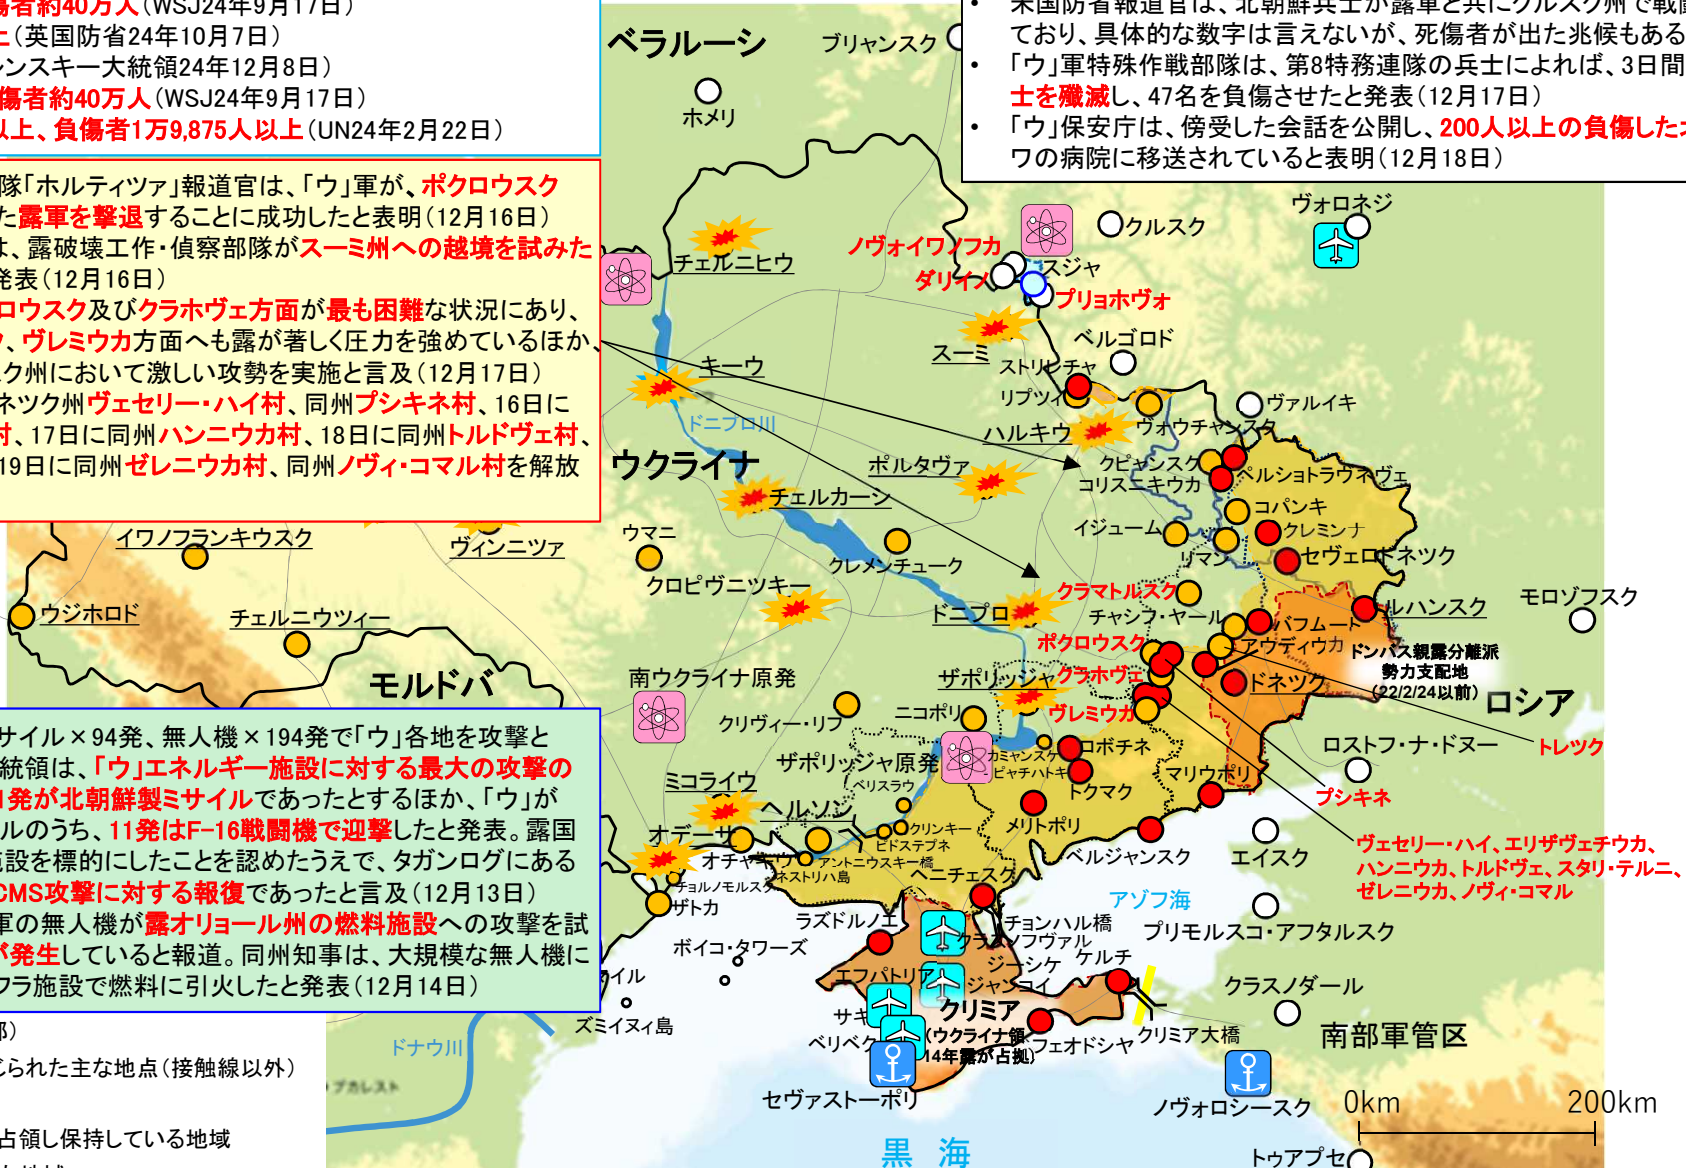 傷者約40万人(WSJ24年9月17日)
上(英国防省24年10月7日)
ンスキー大統領24年12月8日)
傷者約40万人(WSJ24年9月17日)
以上、負傷者1万9,875人以上(UN24年2月22日)
• 米国防省報道官は、北朝鮮兵士が露軍と共にクルスク州で戦闘
ており、具体的な数字は言えないが、死傷者が出た兆候もある
• 「ウ」軍特殊作戦部隊は、第8特務連隊の兵士によれば、3日間
士を殲滅し、47名を負傷させたと発表(12月17日)
• 「ウ」保安庁は、傍受した会話を公開し、200人以上の負傷した
ワの病院に移送されていると表明(12月18日)
隊「ホルティツァ」報道官は、「ウ」軍が、ポクロウスク
た露軍を撃退することに成功したと表明(12月16日)
は、露破壊工作・偵察部隊がスーミ州への越境を試みた
発表(12月16日)
ロウスク及びクラホヴェ方面が最も困難な状況にあり、
、ヴレミウカ方面へも露が著しく圧力を強めているほか、
スク州において激しい攻勢を実施と言及(12月17日)
ネツク州ヴェセリー・ハイ村、同州プシキネ村、16日に
村、17日に同州ハンニウカ村、18日に同州トルドヴェ村、
19日に同州ゼレニウカ村、同州ノヴィ・コマル村を解放
サイル×94発、無人機×194発で「ウ」各地を攻撃と
統領は、「ウ」エネルギー施設に対する最大の攻撃の
1発が北朝鮮製ミサイルであったとするほか、「ウ」が
ルのうち、11発はF-16戦闘機で迎撃したと発表。露国
施設を標的にしたことを認めたうえで、タガンログにある
CMS攻撃に対する報復であったと言及(12月13日)
軍の無人機が露オリョール州の燃料施設への攻撃を試
が発生していると報道。同州知事は、大規模な無人機に
フラ施設で燃料に引火したと発表(12月14日)
部)
じられた主な地点(接触線以外)
占領し保持している地域
ベラルーシ
ブリャンスク
ホメリ
チェルニヒウ
ノヴォイワノフカ
ダリイノ
スジャ
プリョホヴォ
クルスク
ヴォロネジ
スーミ
ベルゴロド
ストリレチャ
リプツィ
ハルキウ
ヴォウチャンスク
ヴァルイキ
キーウ
ドニプロ川
ウクライナ
ポルタヴァ
クピャンスク
コリスニキウカ
ペルショトラウネヴェ
チェルカーシ
コパンキ
イジューム
クレミンナ
リマン
セヴェロドネツク
ウマニ
クレメンチューク
イワノフランキウスク
ヴィンニツァ
クロピヴニツキー
クラマトルスク
ドニプロ
チャシフ・ヤール
バフムート
ルハンスク
モロゾフスク
ウジホロド
チェルニウツィー
ポクロウスク
アウディウカ
ドンバス親露分離派
勢力支配地
(22/2/24以前)
モルドバ
南ウクライナ原発
ザポリッジャ
クラホヴェ
ドネツク
ロシア
クリヴィー・リフ
ニコポリ
ヴレミウカ
ロストフ・ナ・ドヌー
トレツク
ザポリッジャ原発
カミャンスケ
ピャチハトキ
ロボチネ
トクマク
マリウポリ
プシキネ
ミコライウ
ベリスラウ
ヘルソン
クリンキー
ビドステプネ
メリトポリ
オデーサ
オチャキウ
アントニウスキー橋
ネストリハ島
ベルジャンスク
エイスク
ヴェセリー・ハイ、エリザヴェチウカ、
ハンニウカ、トルドヴェ、スタリ・テルニ、
ゼレニウカ、ノヴィ・コマル
チョルノモルスク
ザトカ
ヘニチェスク
アゾフ海
ラズドルノエ
チョンハル橋
プリモルスコ・アフタルスク
ボイコ・タワーズ
クラスノフヴァル
ジーシケ
ケルチ
イル
エフパトリア
ジャンコイ
クラスノダール
サキ
クリミア
(ウクライナ領
14年露が占拠)
フェオドシヤ
クリミア大橋
南部軍管区
ズミイヌィ島
ドナウ川
ベリベク
ブカレスト
セヴァストーポリ
ノヴォロシースク
0km
200km
黒 海
トゥアプセ